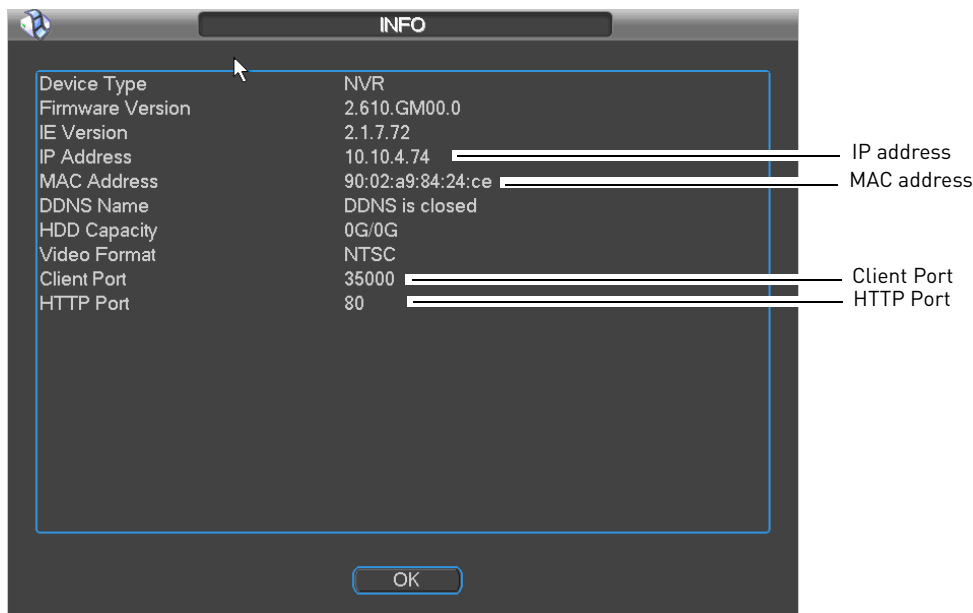 INFO
Device Type NVR
Firmware Version 2.610.GM00.0
IE Version 2.1.7.72
IP Address 10.10.4.74 IP address
MAC Address 90:02:a9:84:24:ce MAC address
DDNS Name DDNS is closed
HDD Capacity 0G/0G
Video Format NTSC
Client Port 35000 Client Port
HTTP Port 80 HTTP Port
OK